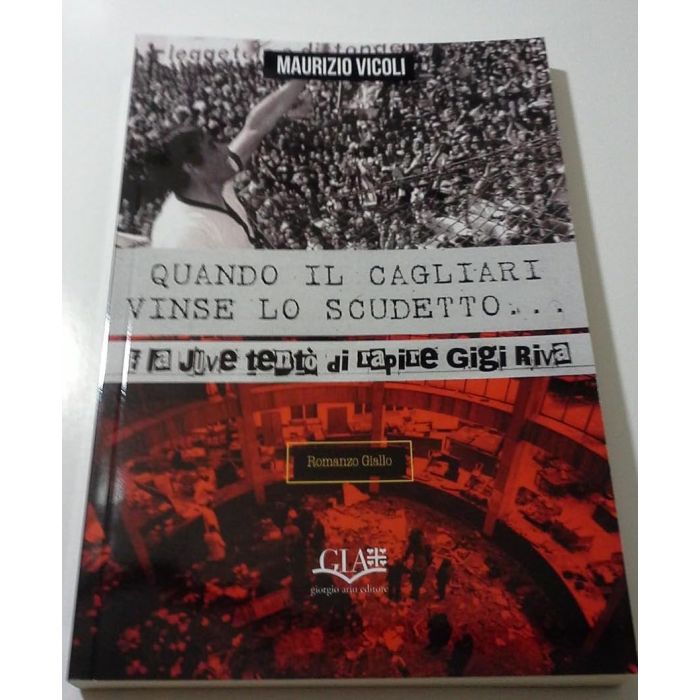 MAURIZIO VICOLI
QUANDO IL CAGLIARI
VINSE LO SCUDETTO...
E la JUVE tentò di rapire GiGi RivA
Romanzo Giallo
GIA
giorgio ariu editore